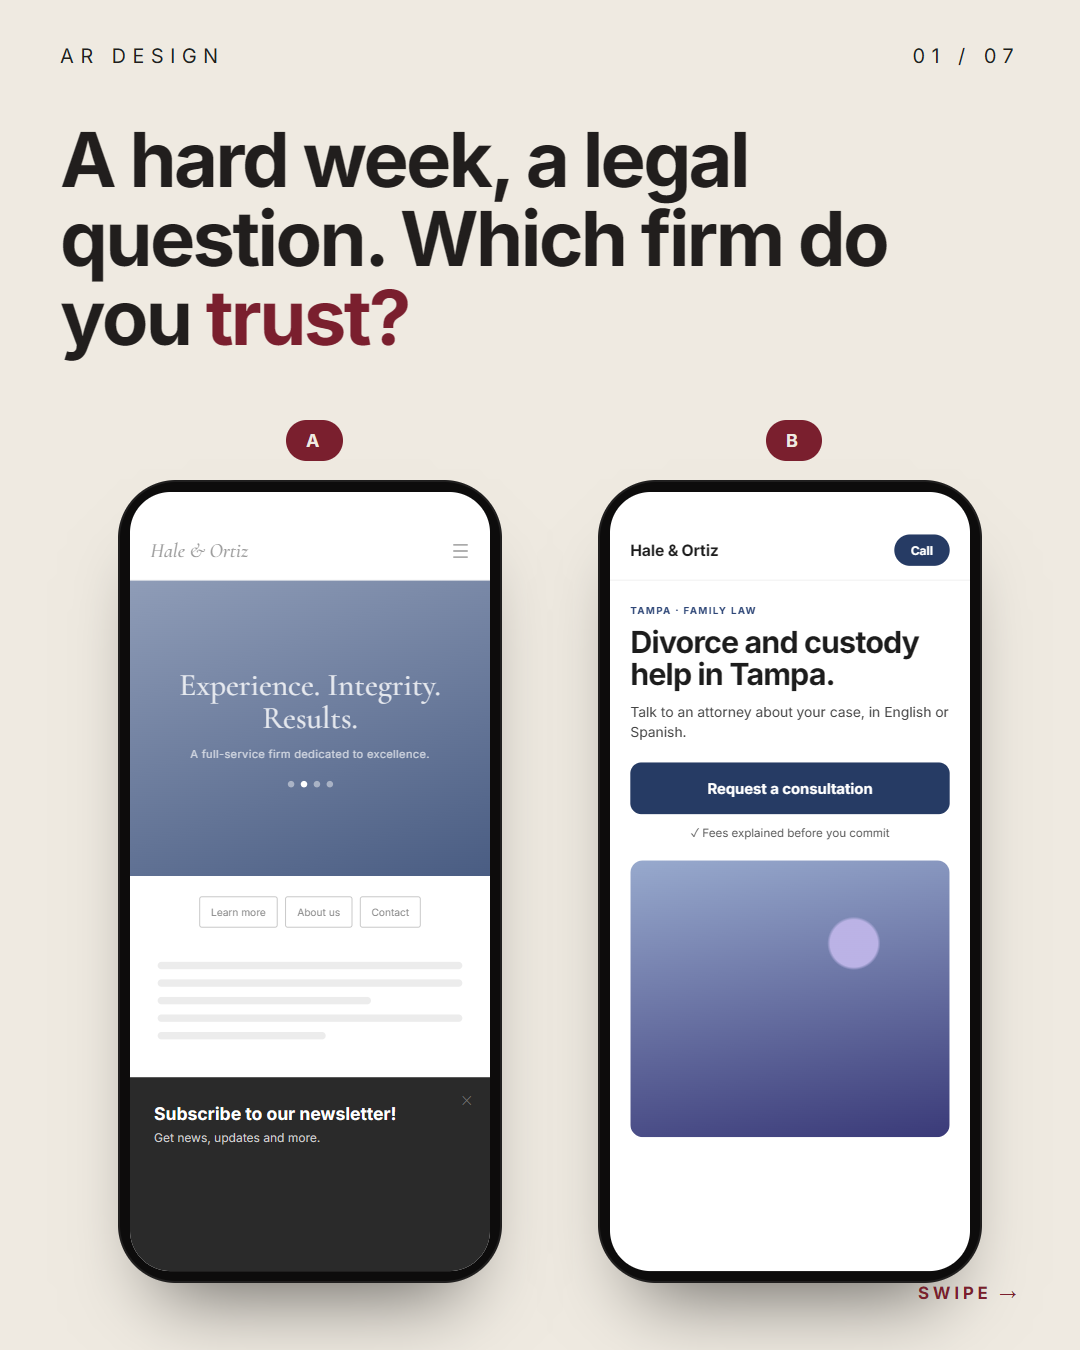 AR DESIGN
01 / 07
A hard week, a legal
question. Which firm do
you trust?
A
B
Hale & Ortiz
Experience. Integrity.
Results.
A full-service firm dedicated to excellence.
Learn more
About us
Contact
Subscribe to our newsletter!
Get news, updates and more.
Hale & Ortiz
Call
TAMPA · FAMILY LAW
Divorce and custody
help in Tampa.
Talk to an attorney about your case, in English or
Spanish.
Request a consultation
✓ Fees explained before you commit
SWIPE →